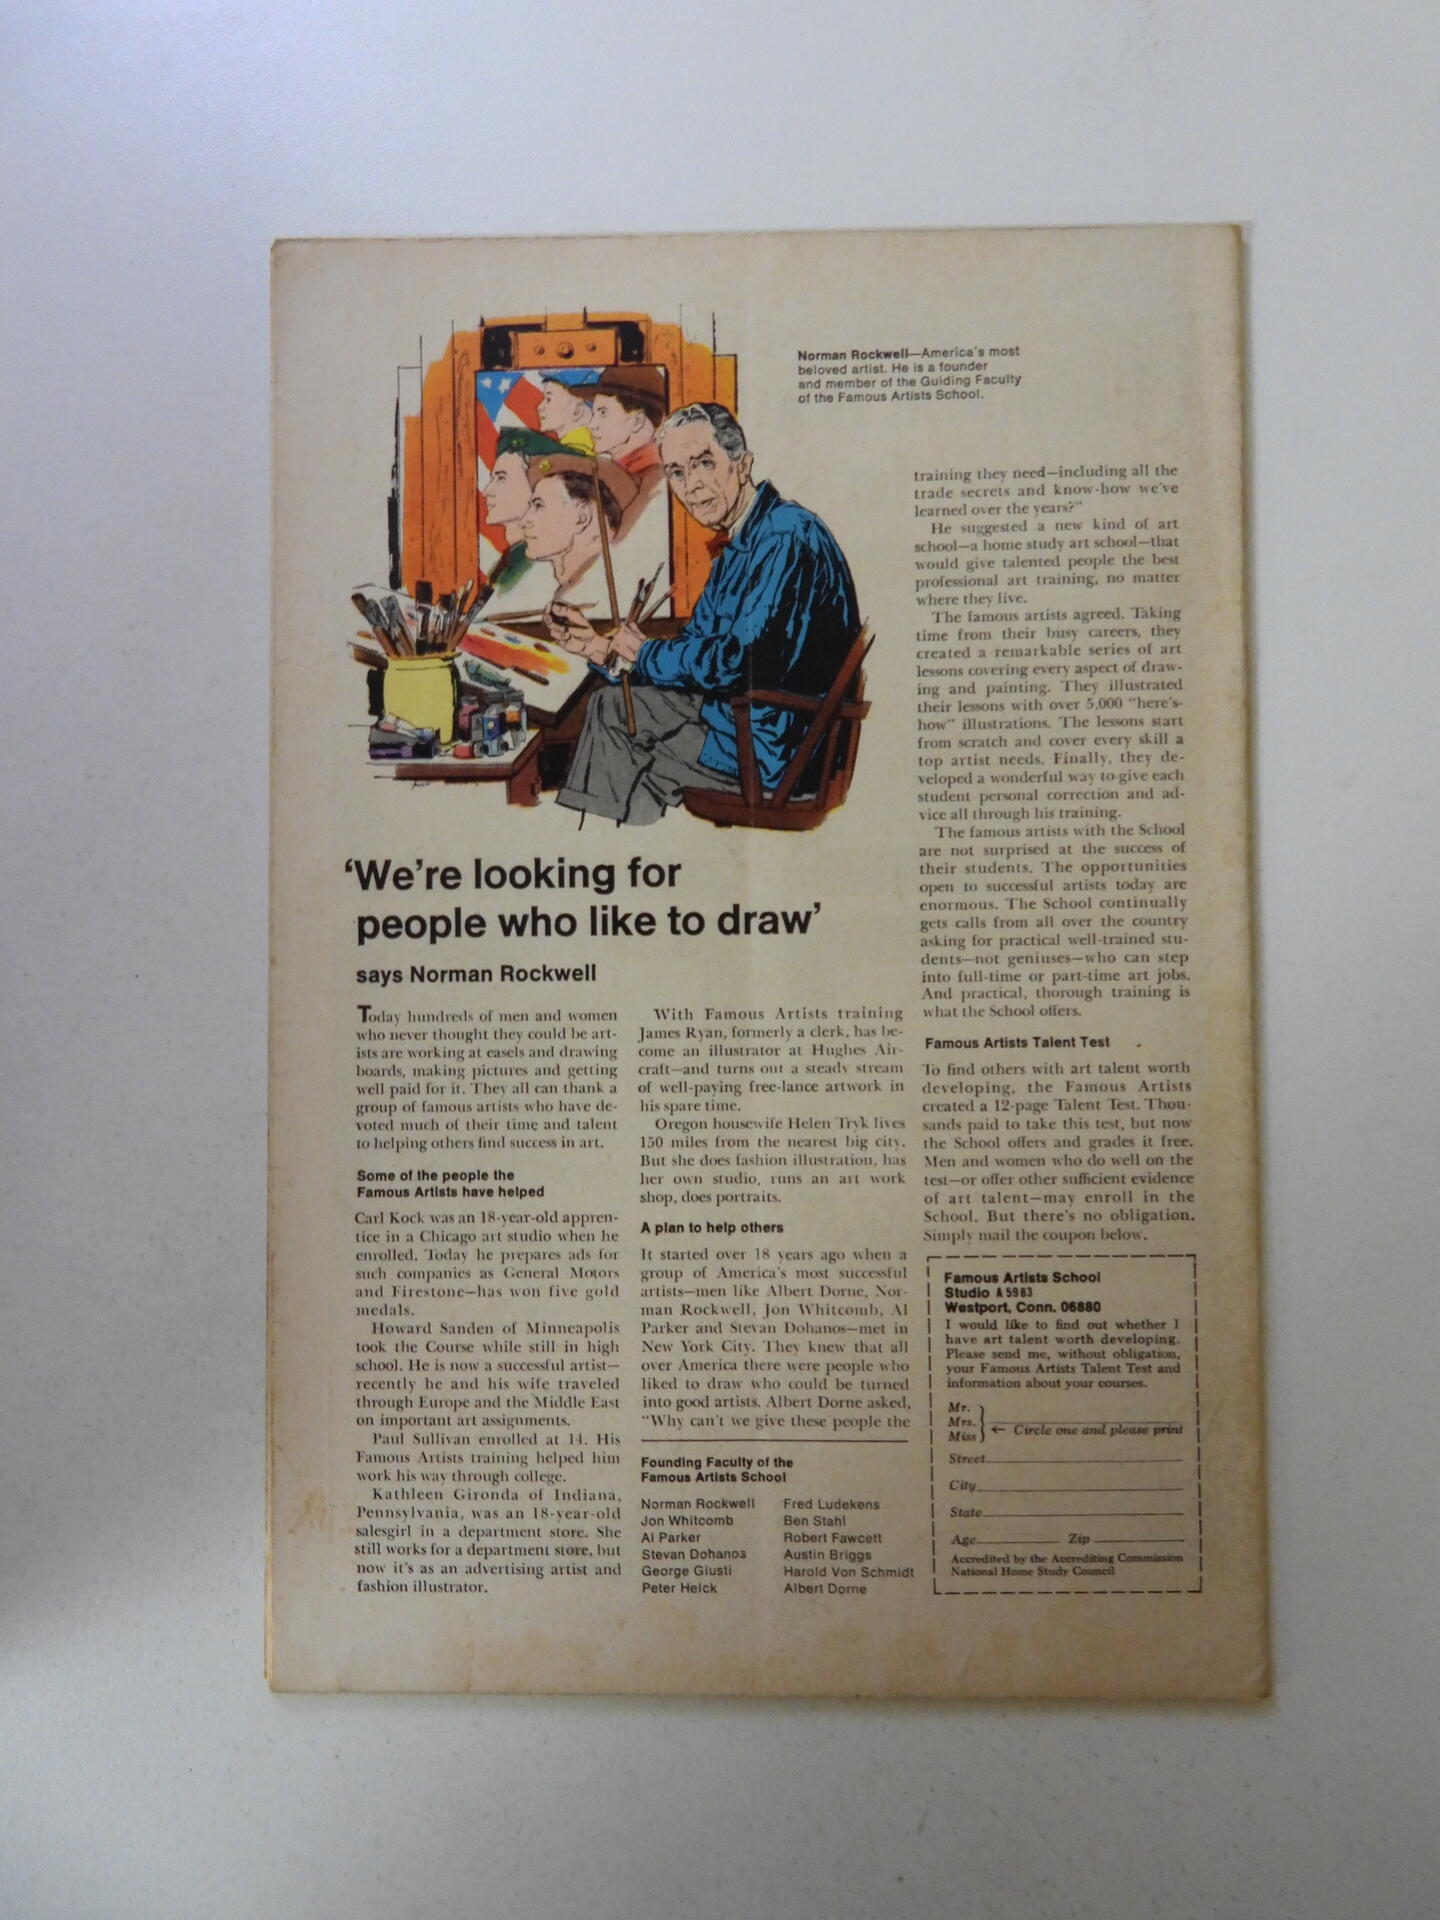 Norman Rockwell—America's most
beloved artist. He is a founder
and member of the Guiding Faculty
of the Famous Artists School.
'We're looking for
people who like to draw'
says Norman Rockwell
Today hundreds of men and women
who never thought they could be art-
ists are working at easels and drawing
boards, making pictures and getting
well paid for it. They all can thank a
group of famous artists who have de-
voted much of their time and talent
to helping others find success in art.
Some of the people the
Famous Artists have helped
Carl Kock was an 18-year-old appren-
tice in a Chicago art studio when he
enrolled. Today he prepares ads for
such companies as General Motors
and Firestone—has won five gold
medals.
Howard Sanden of Minneapolis
took the Course while still in high
school. He is now a successful artist—
recently he and his wife traveled
through Europe and the Middle East
on important art assignments.
Paul Sullivan enrolled at 14. His
Famous Artists training helped him
work his way through college.
Kathleen Gironda of Indiana,
Pennsylvania, was an 18-year-old
salesgirl in a department store. She
still works for a department store, but
now it's as an advertising artist and
fashion illustrator.
With Famous Artists training
James Ryan, formerly a clerk, has be-
come an illustrator at Hughes Air-
craft—and turns out a steady stream
of well-paying free-lance artwork in
his spare time.
Oregon housewife Helen Tryk lives
150 miles from the nearest big city.
But she does fashion illustration, has
her own studio, runs an art work
shop, does portraits.
A plan to help others
It started over 18 years ago when a
group of America's most successful
artists—men like Albert Dorne, Nor-
man Rockwell, Jon Whitcomb, Al
Parker and Stevan Dohanos—met in
New York City. They knew that all
over America there were people who
liked to draw who could be turned
into good artists. Albert Dorne asked,
"Why can't we give these people the
Founding Faculty of the
Famous Artists School
Norman Rockwell Fred Ludekens
Jon Whitcomb Ben Stahl
Al Parker Robert Fawcett
Stevan Dohanos Austin Briggs
George Giusti Harold Von Schmidt
Peter Helck Albert Dorne
training they need—including all the
trade secrets and know-how we've
learned over the years?"
He suggested a new kind of art
school—a home study art school—that
would give talented people the best
professional art training, no matter
where they live.
The famous artists agreed. Taking
time from their busy careers, they
created a remarkable series of art
lessons covering every aspect of draw-
ing and painting. They illustrated
their lessons with over 5,000 "here's-
how" illustrations. The lessons start
from scratch and cover every skill a
top artist needs. Finally, they de-
veloped a wonderful way to give each
student personal correction and ad-
vice all through his training.
The famous artists with the School
are not surprised at the success of
their students. The opportunities
open to successful artists today are
enormous. The School continually
gets calls from all over the country
asking for practical well-trained stu-
dents—not geniuses—who can step
into full-time or part-time art jobs.
And practical, thorough training is
what the School offers.
Famous Artists Talent Test
To find others with art talent worth
developing, the Famous Artists
created a 12-page Talent Test. Thou-
sands paid to take this test, but now
the School offers and grades it free.
Men and women who do well on the
test—or offer other sufficient evidence
of art talent—may enroll in the
School. But there's no obligation.
Simply mail the coupon below.
Famous Artists School
Studio A5983
Westport, Conn. 06880
I would like to find out whether I
have art talent worth developing.
Please send me, without obligation,
your Famous Artists Talent Test and
information about your courses.
Mr.
Mrs.
Miss ← Circle one and please print
Street
City
State
Age Zip
Accredited by the Accrediting Commission
National Home Study Council